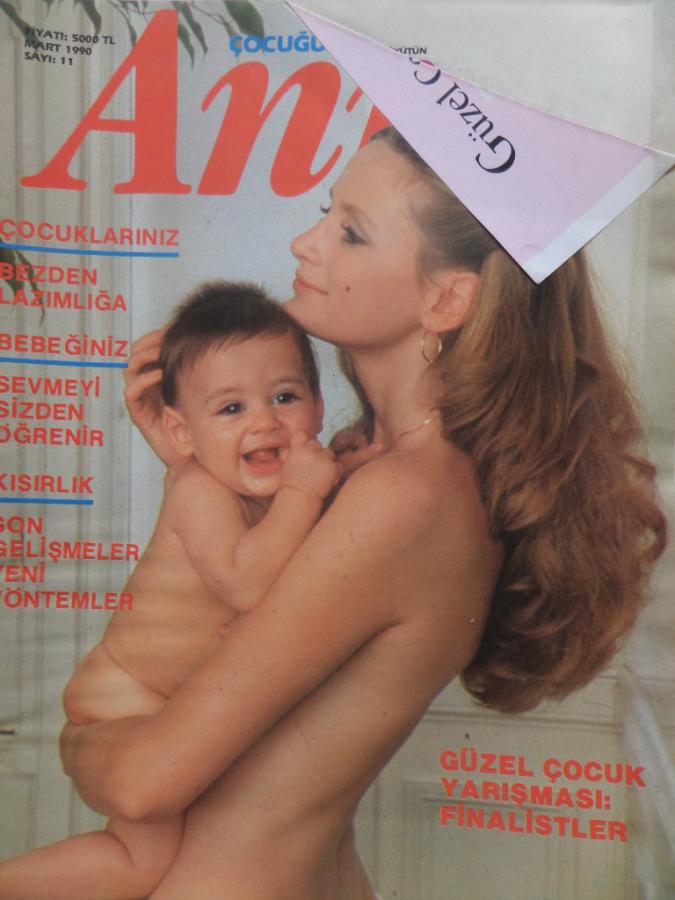 FİYATI: 5000 TL
MART 1990
SAYI: 11
ÇOCUĞU
An
Güzel
ÇOCUKLARINIZ
BEZDEN
LAZIMLIĞA
BEBEĞİNİZ
SEVMEYİ
SİZDEN
ÖĞRENİR
KISIRLIK
SON
GELİŞMELER
YENİ
YÖNTEMLER
GÜZEL ÇOCUK
YARIŞMASI:
FİNALİSTLER